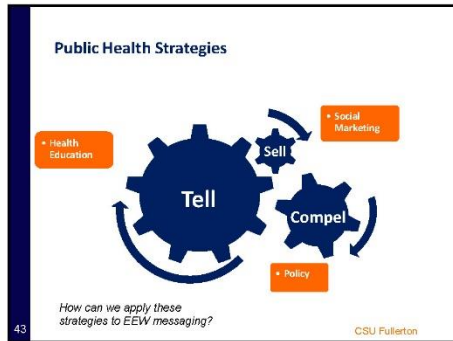 Public Health Strategies
• Health
Education
Tell
Sell
• Social
Marketing
Compel
• Policy
How can we apply these
strategies to EEW messaging?
43
CSU Fullerton